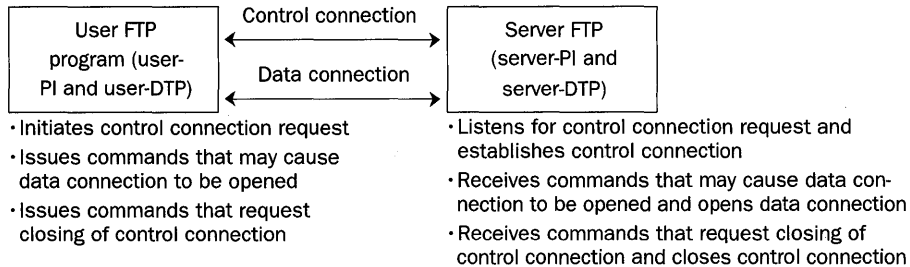 User FTP
program (user-
PI and user-DTP)
Control connection
Data connection
Server FTP
(server-PI and
server-DTP)
· Initiates control connection request
· Issues commands that may cause
data connection to be opened
· Issues commands that request
closing of control connection
· Listens for control connection request and
establishes control connection
· Receives commands that may cause data con-
nection to be opened and opens data connection
· Receives commands that request closing of
control connection and closes control connection